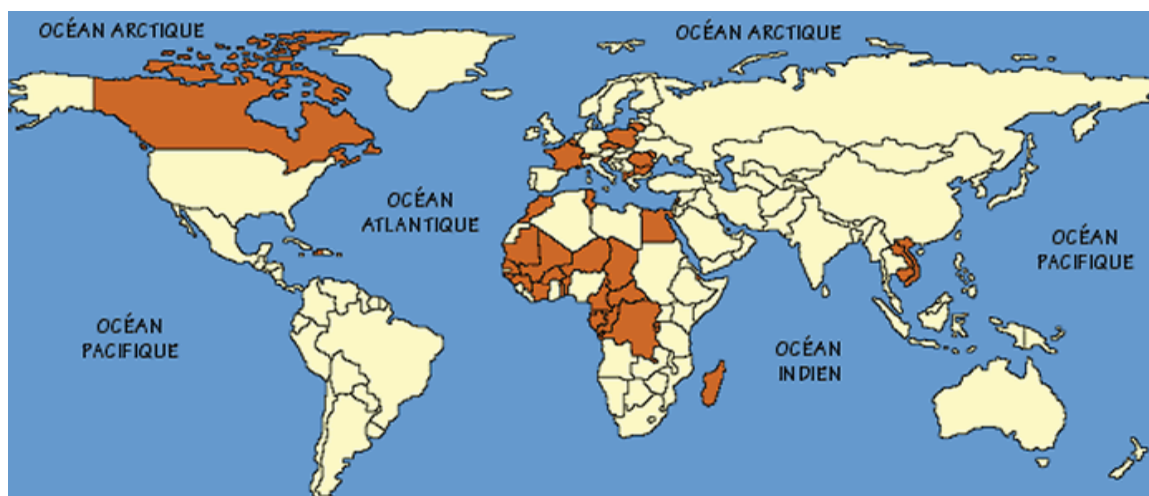 OCÉAN ARCTIQUE
OCÉAN ARCTIQUE
OCÉAN
ATLANTIQUE
OCÉAN
PACIFIQUE
OCÉAN
PACIFIQUE
OCÉAN
INDIEN